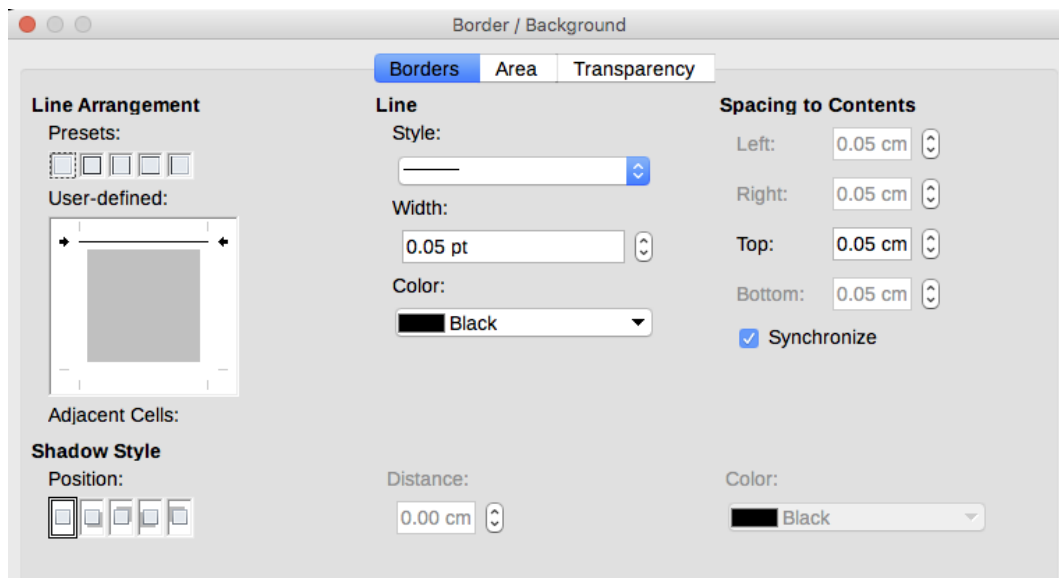 Border / Background
Borders Area Transparency
Line Arrangement
Presets:
User-defined:
Adjacent Cells:
Line
Style:
Width:
0.05 pt
Color:
Black
Spacing to Contents
Left: 0.05 cm
Right: 0.05 cm
Top: 0.05 cm
Bottom: 0.05 cm
Synchronize
Shadow Style
Position:
Distance:
0.00 cm
Color:
Black